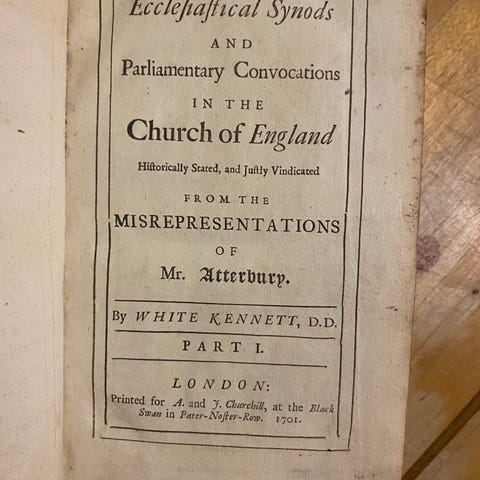 Eccleſiaſtical Synods
AND
Parliamentary Convocations
IN THE
Church of England
Hiſtorically Stated, and Juſtly Vindicated
FROM THE
MISREPRESENTATIONS
OF
Mr. Atterbury.
By WHITE KENNETT, D.D.
PART I.
LONDON:
Printed for A. and J. Churchill, at the Black
Swan in Pater-Noſter-Row. 1701.